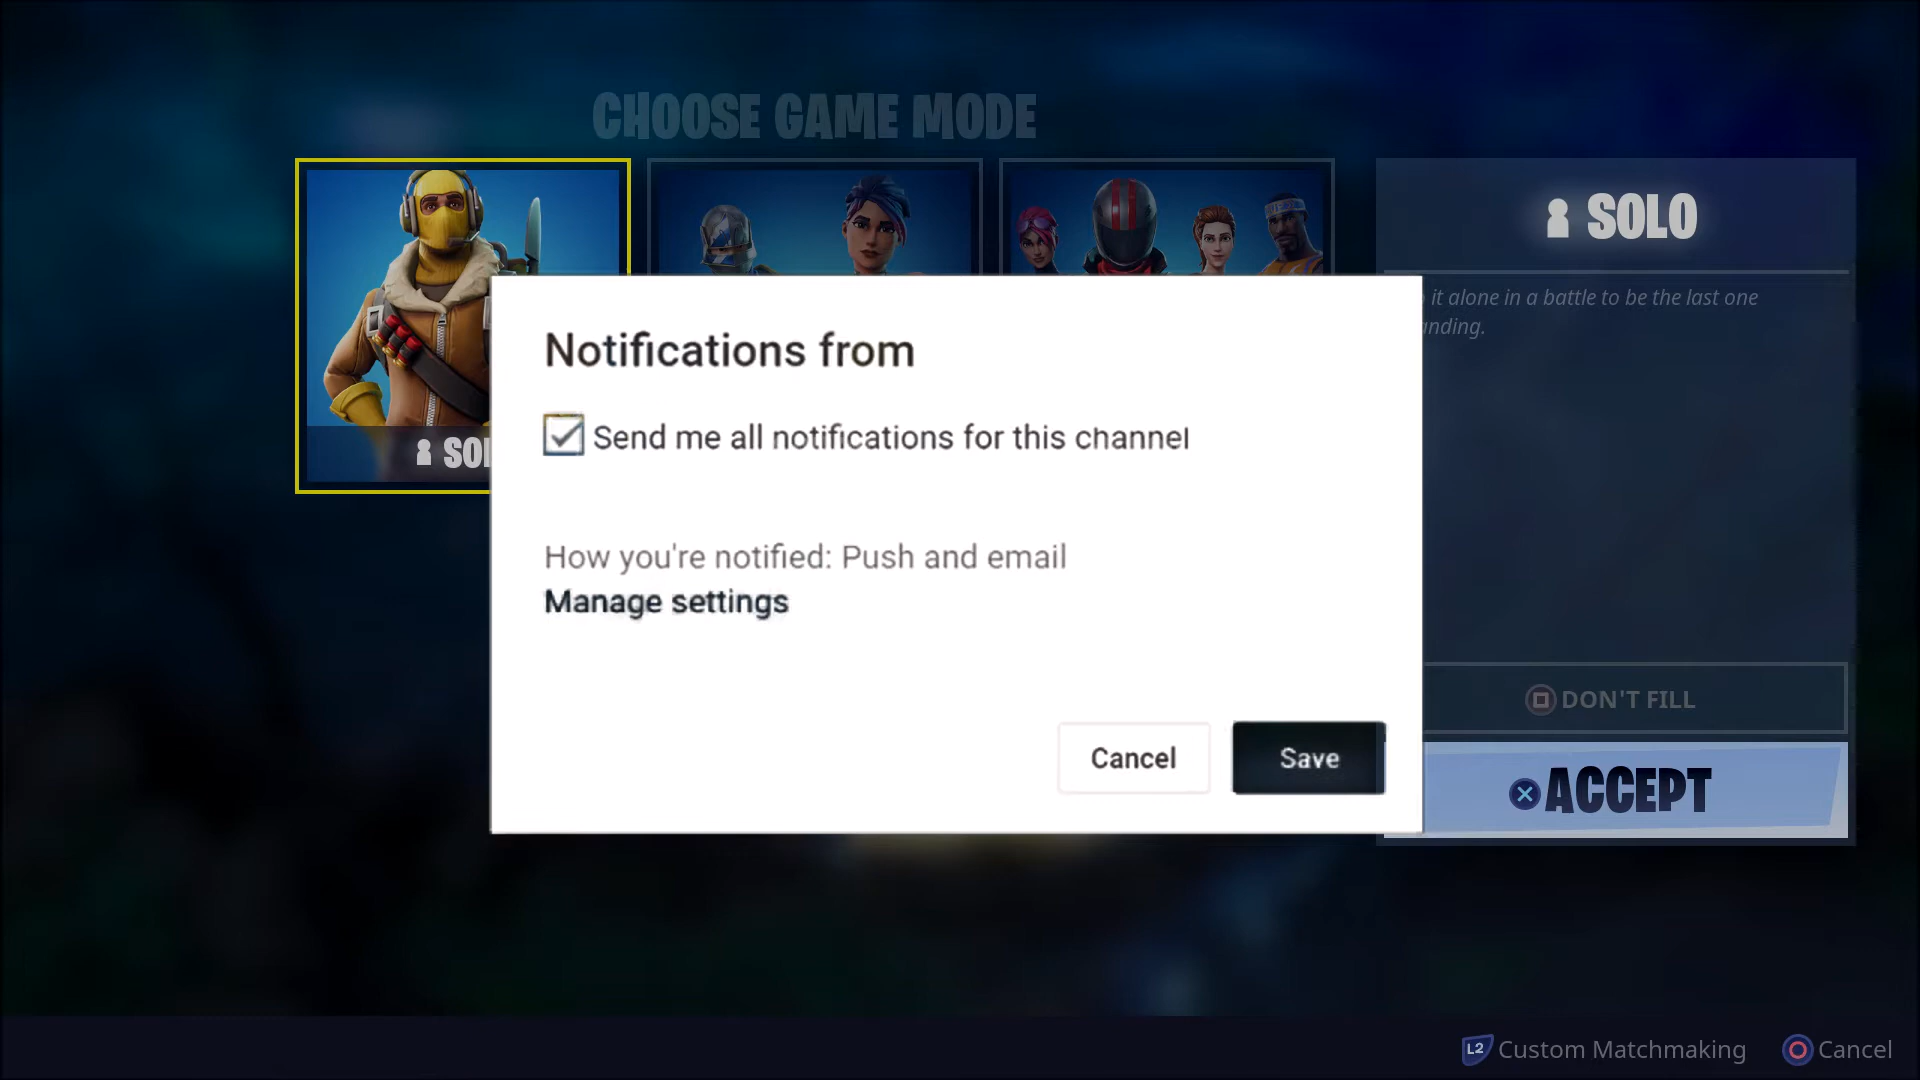 CHOOSE GAME MODE
SOLO
it alone in a battle to be the last one
Notifications from
Send me all notifications for this channel
How you're notified: Push and email
Manage settings
DON'T FILL
Cancel
Save
ACCEPT
L2 Custom Matchmaking
Cancel